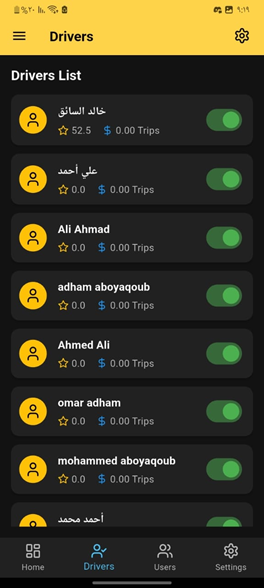 %٢٠
٩:١٩
Drivers
Drivers List
خالد السائق
52.5 0.00 Trips
علي أحمد
0.0 0.00 Trips
Ali Ahmad
0.0 0.00 Trips
adham aboyaqoub
0.0 0.00 Trips
Ahmed Ali
0.0 0.00 Trips
omar adham
0.0 0.00 Trips
mohammed aboyaqoub
0.0 0.00 Trips
أحمد محمد
Home Drivers Users Settings